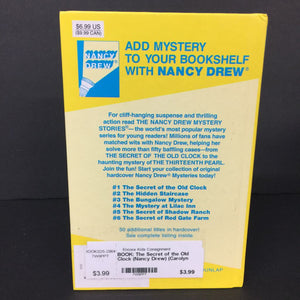 $6.99 US
($9.99 CAN)
NANCY
DREW
ADD MYSTERY
TO YOUR BOOKSHELF
WITH NANCY DREW®
For cliff-hanging suspense and thrilling
action read THE NANCY DREW MYSTERY
STORIES®—the world's most popular mystery
series for young readers! Millions of fans have
matched wits with Nancy Drew, helping her
solve more than fifty baffling cases—from
THE SECRET OF THE OLD CLOCK to the
haunting mystery of THE THIRTEENTH PEARL.
Join the fun! Start your collection of original
hardcover Nancy Drew® Mysteries today!
#1 The Secret of the Old Clock
#2 The Hidden Staircase
#3 The Bungalow Mystery
#4 The Mystery at Lilac Inn
#5 The Secret of Shadow Ranch
#6 The Secret of Red Gate Farm
50 additional titles in hardcover!
See complete listing inside.
Encore Kids Consignment
BOOK: The Secret of the Old
Clock (Nancy Drew) (Carolyn
$3.99
$3.99
DUNLAP